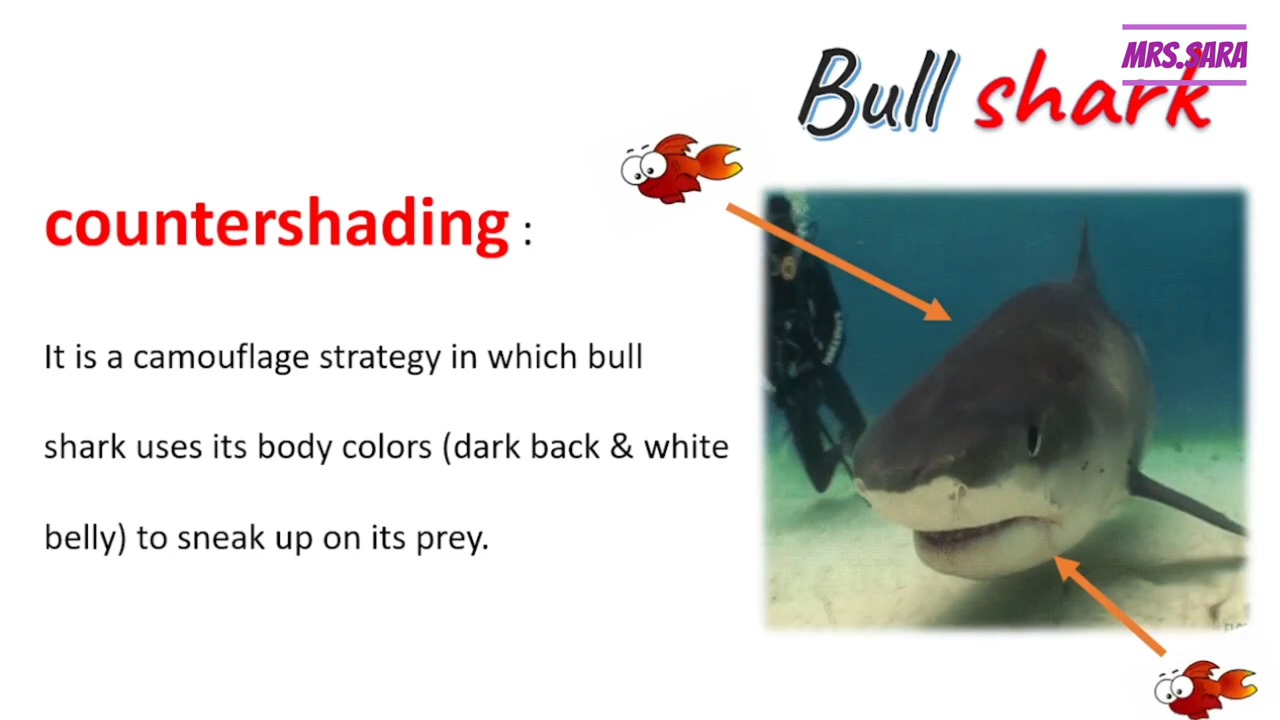 MRS.SARA
Bull shark
countershading :
It is a camouflage strategy in which bull
shark uses its body colors (dark back & white
belly) to sneak up on its prey.